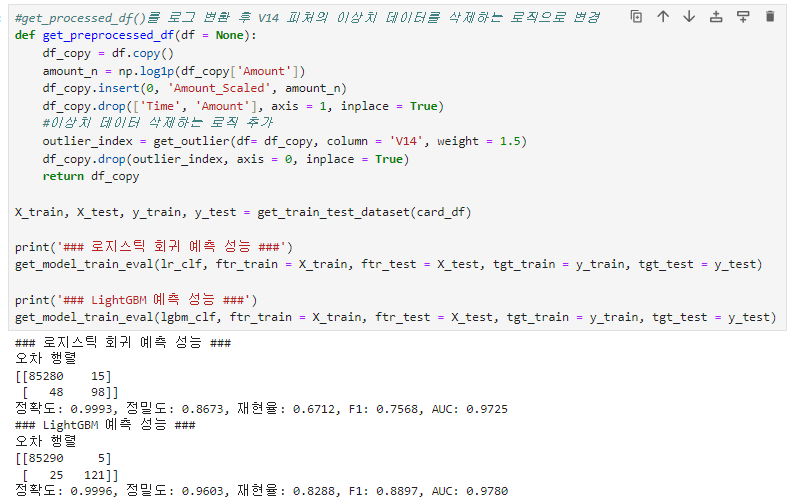 #get_processed_df()를 로그 변환 후 V14 피처의 이상치 데이터를 삭제하는 로직으로 변경
def get_preprocessed_df(df = None):
    df_copy = df.copy()
    amount_n = np.log1p(df_copy['Amount'])
    df_copy.insert(0, 'Amount_Scaled', amount_n)
    df_copy.drop(['Time', 'Amount'], axis = 1, inplace = True)
    #이상치 데이터 삭제하는 로직 추가
    outlier_index = get_outlier(df= df_copy, column = 'V14', weight = 1.5)
    df_copy.drop(outlier_index, axis = 0, inplace = True)
    return df_copy
X_train, X_test, y_train, y_test = get_train_test_dataset(card_df)
print('### 로지스틱 회귀 예측 성능 ###')
get_model_train_eval(lr_clf, ftr_train = X_train, ftr_test = X_test, tgt_train = y_train, tgt_test = y_test)
print('### LightGBM 예측 성능 ###')
get_model_train_eval(lgbm_clf, ftr_train = X_train, ftr_test = X_test, tgt_train = y_train, tgt_test = y_test)
### 로지스틱 회귀 예측 성능 ###
오차 행렬
[[85280    15]
 [   48    98]]
정확도: 0.9993, 정밀도: 0.8673, 재현율: 0.6712, F1: 0.7568, AUC: 0.9725
### LightGBM 예측 성능 ###
오차 행렬
[[85290     5]
 [   25   121]]
정확도: 0.9996, 정밀도: 0.9603, 재현율: 0.8288, F1: 0.8897, AUC: 0.9780